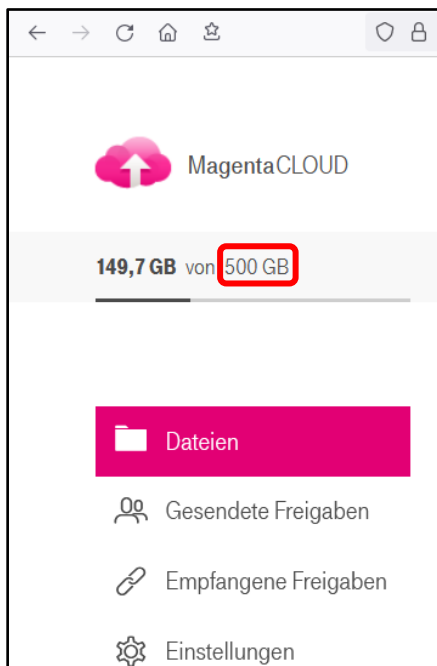 MagentaCLOUD
149,7 GB von 500 GB
Dateien
Gesendete Freigaben
Empfangene Freigaben
Einstellungen